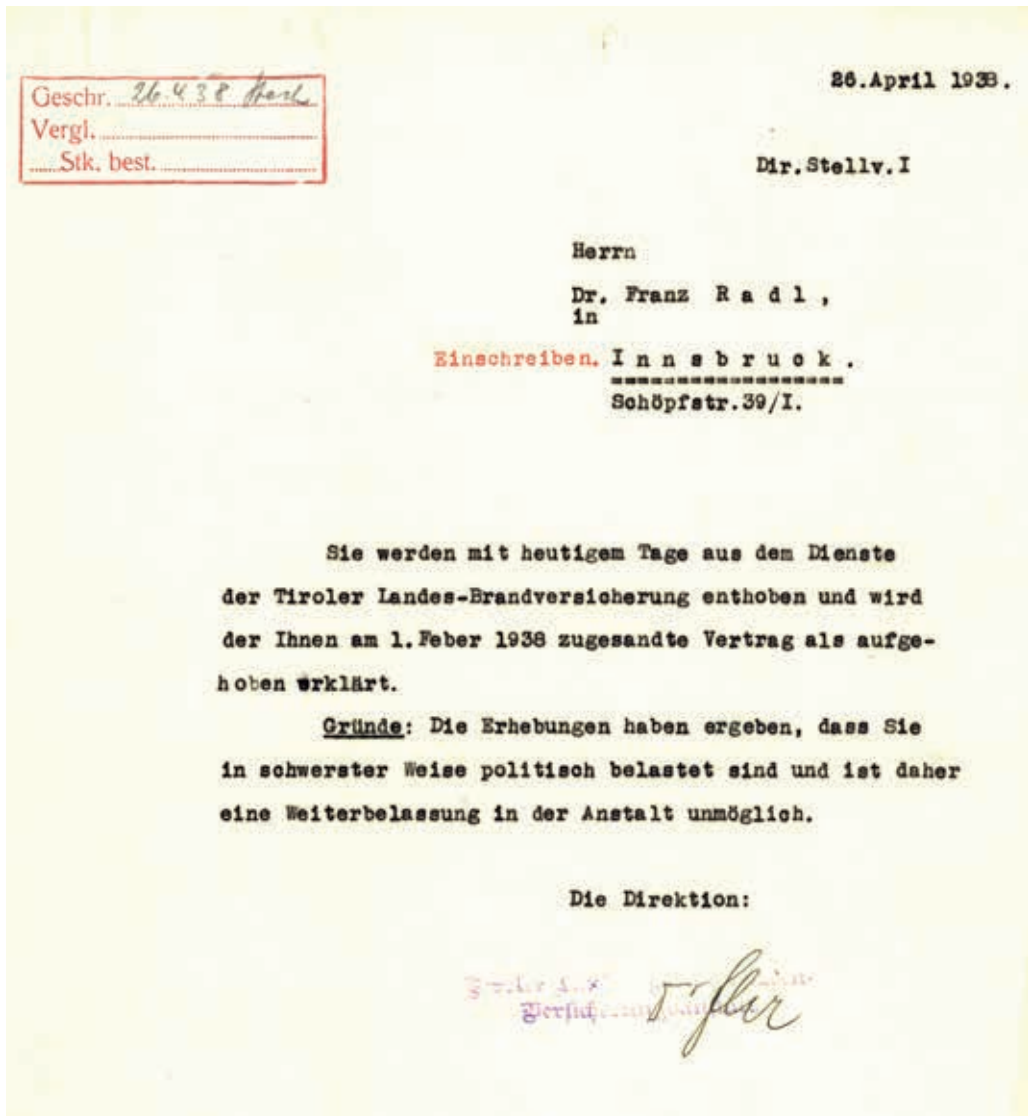 26.April 1938.
Geschr. 26.4.38
Vergl.
Stk. best.
Dir.Stellv.I
Herrn
Dr. Franz R a d l ,
in
Einschreiben. I n n s b r u c k .
Schöpfstr.39/I.
Sie werden mit heutigem Tage aus dem Dienste
der Tiroler Landes-Brandversicherung enthoben und wird
der Ihnen am 1.Feber 1938 zugesandte Vertrag als aufge-
hoben erklärt.
Gründe: Die Erhebungen haben ergeben, dass Sie
in schwerster Weise politisch belastet sind und ist daher
eine Weiterbelassung in der Anstalt unmöglich.
Die Direktion: